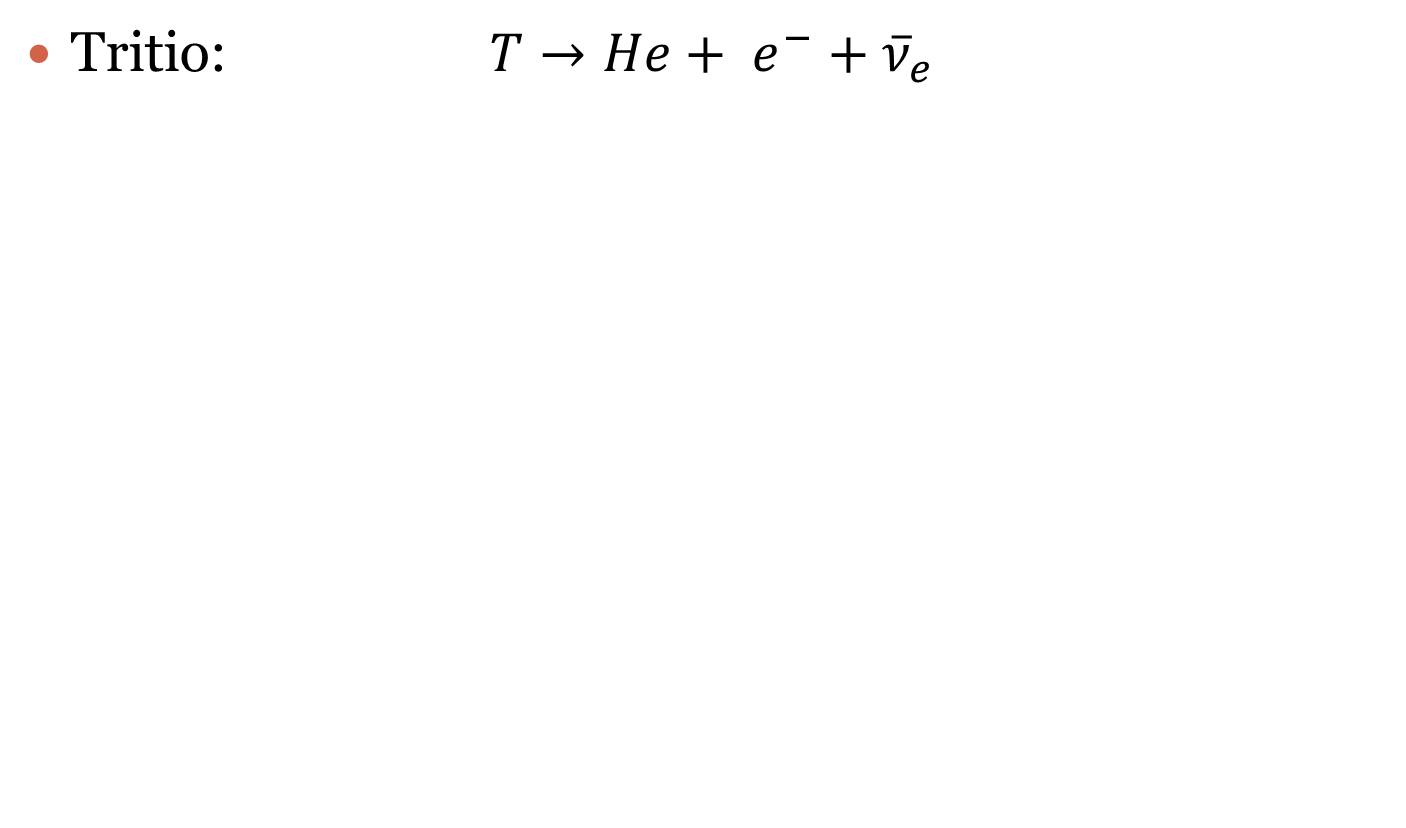 • Tritio: T → He + e⁻ + ν̄ₑ